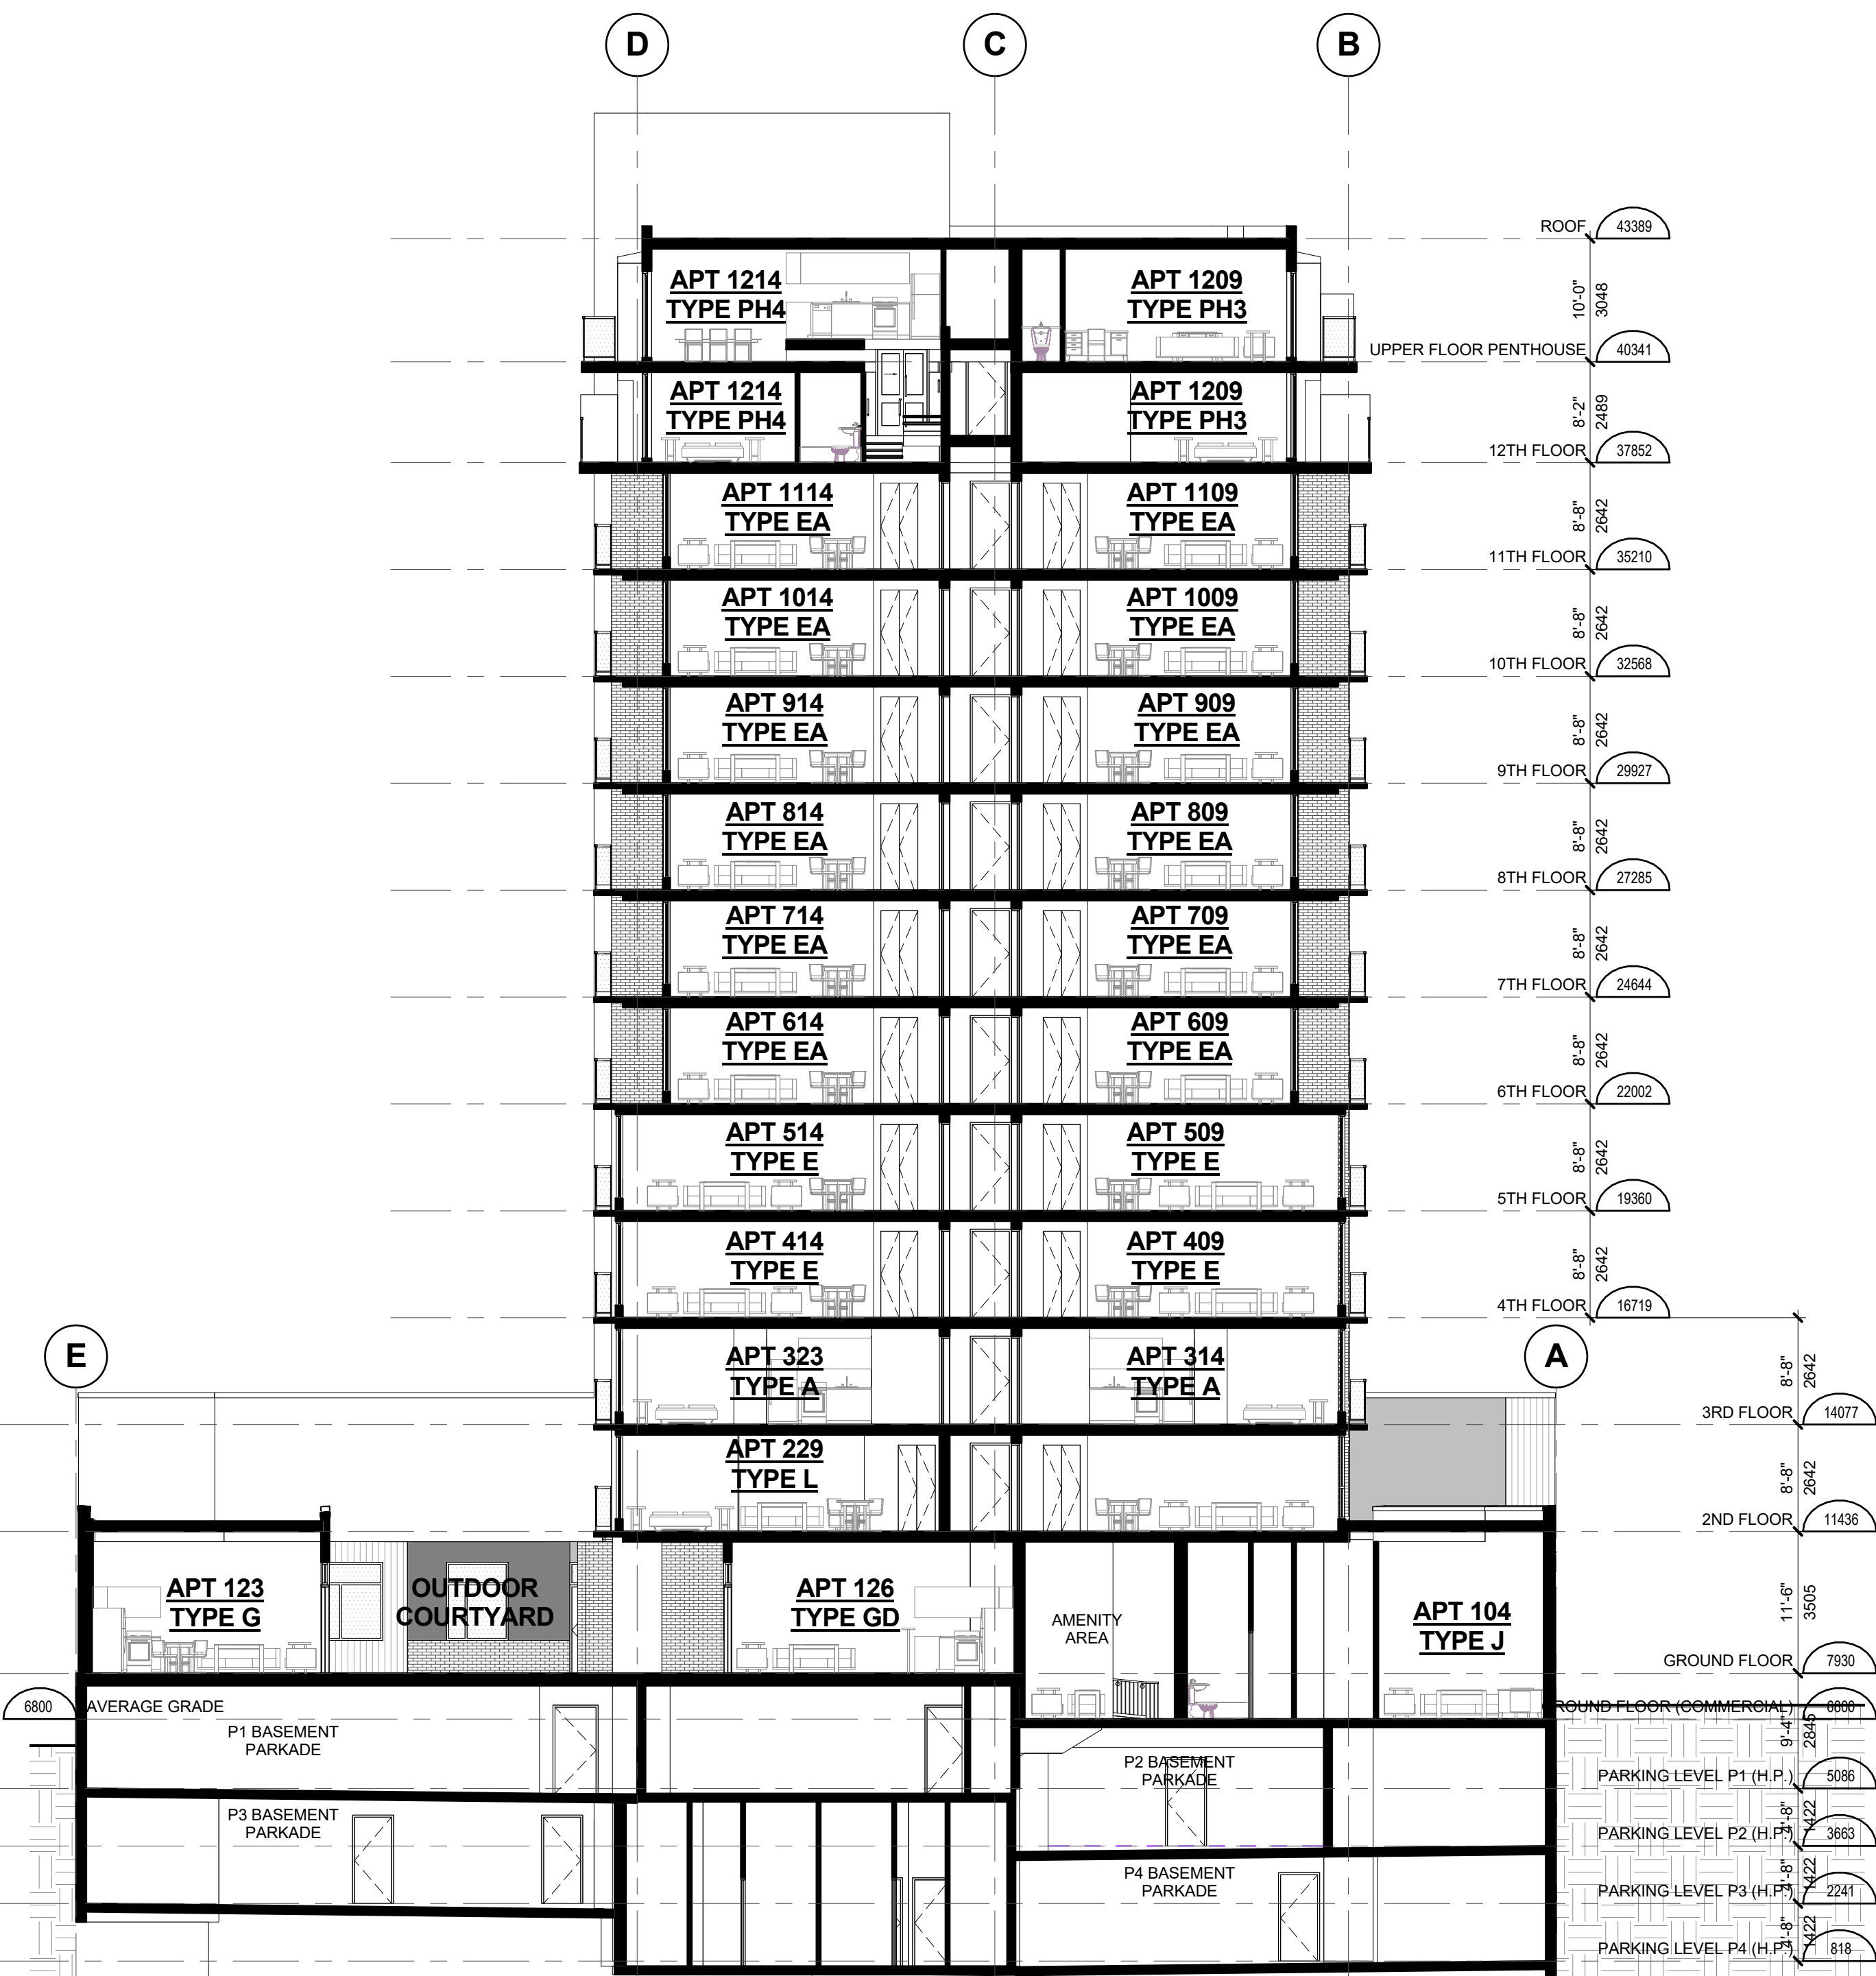 D
C
B
ROOF 43389
APT 1214
TYPE PH4
APT 1209
TYPE PH3
10'-0"
3048
UPPER FLOOR PENTHOUSE 40341
APT 1214
TYPE PH4
APT 1209
TYPE PH3
8'-2"
2489
12TH FLOOR 37852
APT 1114
TYPE EA
APT 1109
TYPE EA
8'-8"
2642
11TH FLOOR 35210
APT 1014
TYPE EA
APT 1009
TYPE EA
8'-8"
2642
10TH FLOOR 32568
APT 914
TYPE EA
APT 909
TYPE EA
8'-8"
2642
9TH FLOOR 29927
APT 814
TYPE EA
APT 809
TYPE EA
8'-8"
2642
8TH FLOOR 27285
APT 714
TYPE EA
APT 709
TYPE EA
8'-8"
2642
7TH FLOOR 24644
APT 614
TYPE EA
APT 609
TYPE EA
8'-8"
2642
6TH FLOOR 22002
APT 514
TYPE E
APT 509
TYPE E
8'-8"
2642
5TH FLOOR 19360
APT 414
TYPE E
APT 409
TYPE E
8'-8"
2642
4TH FLOOR 16719
E
A
APT 323
TYPE A
APT 314
TYPE A
8'-8"
2642
3RD FLOOR 14077
APT 229
TYPE L
8'-8"
2642
2ND FLOOR 11436
APT 123
TYPE G
OUTDOOR
COURTYARD
APT 126
TYPE GD
AMENITY
AREA
APT 104
TYPE J
11'-6"
3505
GROUND FLOOR 7930
6800 AVERAGE GRADE
ROUND FLOOR (COMMERCIAL)
P1 BASEMENT
PARKADE
P2 BASEMENT
PARKADE
9'-4"
2845
PARKING LEVEL P1 (H.P.) 5086
P3 BASEMENT
PARKADE
4'-8"
1422
PARKING LEVEL P2 (H.P.) 3663
P4 BASEMENT
PARKADE
4'-8"
1422
PARKING LEVEL P3 (H.P.) 2241
4'-8"
1422
PARKING LEVEL P4 (H.P.) 818